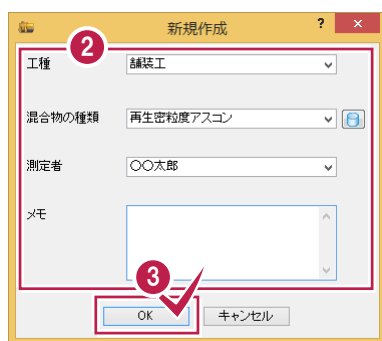 新規作成 ? ×
2
工種 舗装工
混合物の種類 再生密粒度アスコン
測定者 〇〇太郎
メモ
3
OK キャンセル